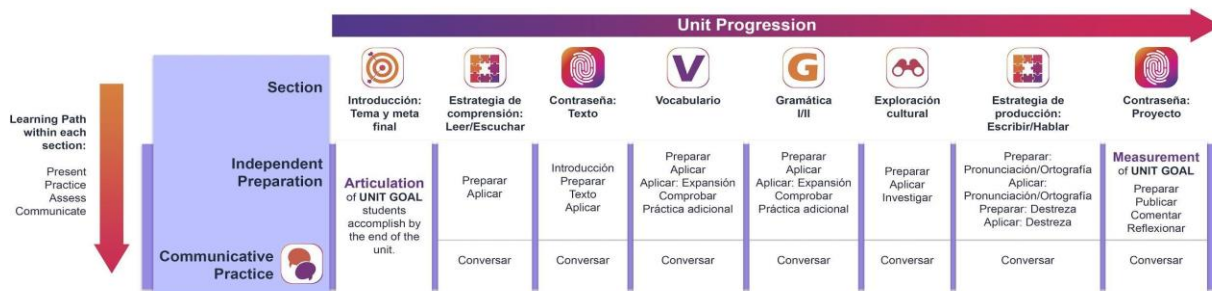 Unit Progression
Learning Path
within each
section:
Present
Practice
Assess
Communicate
Section
Independent
Preparation
Communicative
Practice
Introducción:
Tema y meta
final
Articulation
of UNIT GOAL
students
accomplish by
the end of the
unit.
Estrategia de
comprensión:
Leer/Escuchar
Preparar
Aplicar
Conversar
Contraseña:
Texto
Introducción
Preparar
Texto
Aplicar
Conversar
V
Vocabulario
Preparar
Aplicar
Aplicar: Expansión
Comprobar
Práctica adicional
Conversar
G
Gramática
I/II
Preparar
Aplicar
Aplicar: Expansión
Comprobar
Práctica adicional
Conversar
Exploración
cultural
Preparar
Aplicar
Investigar
Conversar
Estrategia de
producción:
Escribir/Hablar
Preparar:
Pronunciación/Ortografía
Aplicar:
Pronunciación/Ortografía
Preparar: Destreza
Aplicar: Destreza
Conversar
Contraseña:
Proyecto
Measurement
of UNIT GOAL
Preparar
Publicar
Comentar
Reflexionar
Conversar